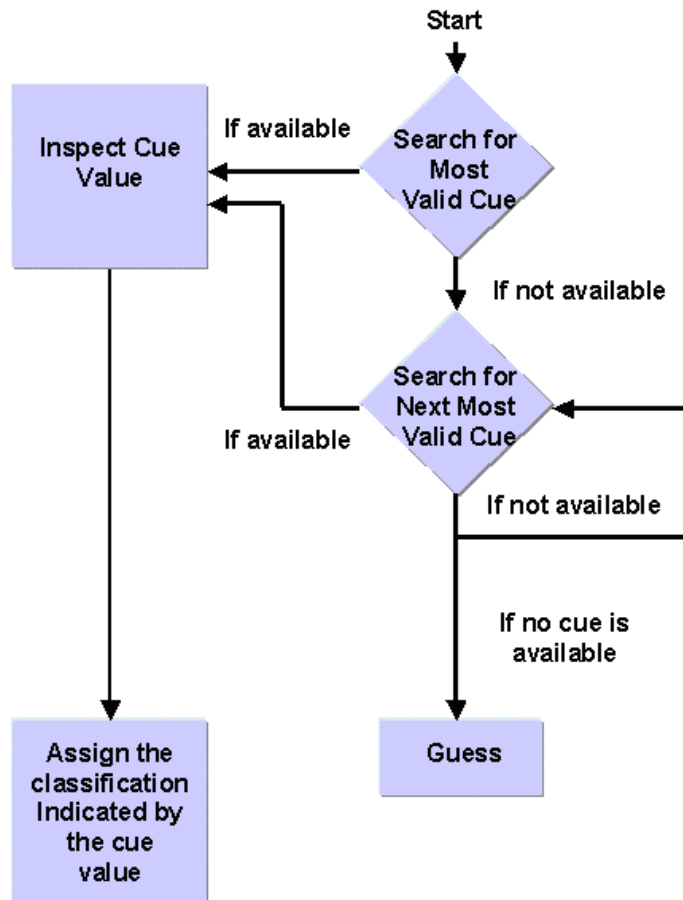 Start
If available
Search for
Most
Valid Cue
Inspect Cue
Value
If not available
Search for
Next Most
Valid Cue
If available
If not available
If no cue is
available
Assign the
classification
Indicated by
the cue
value
Guess